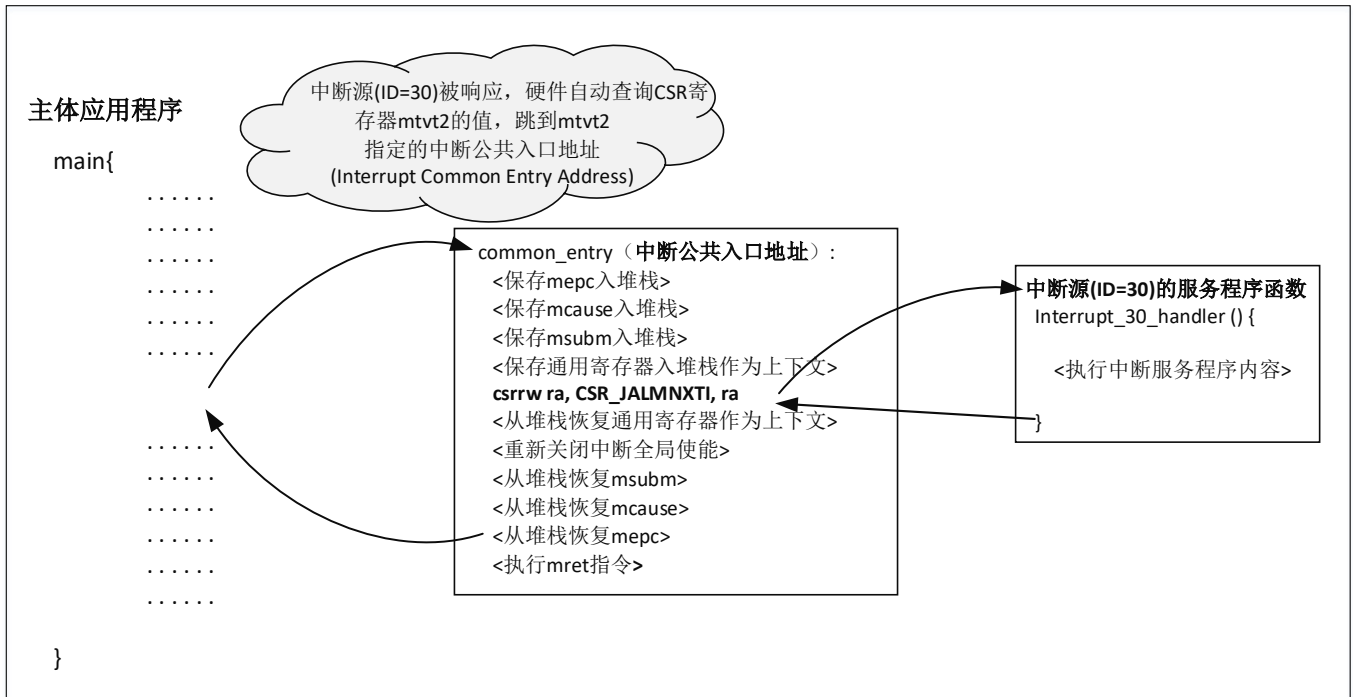 主体应用程序
main{
......
......
......
......
......
......
......
......
......
......
......
......
}
中断源(ID=30)被响应，硬件自动查询CSR寄
存器mtvt2的值，跳到mtvt2
指定的中断公共入口地址
(Interrupt Common Entry Address)
common_entry（中断公共入口地址）:
<保存mepc入堆栈>
<保存mcause入堆栈>
<保存msubm入堆栈>
<保存通用寄存器入堆栈作为上下文>
csrrw ra, CSR_JALMNXTI, ra
<从堆栈恢复通用寄存器作为上下文>
<重新关闭中断全局使能>
<从堆栈恢复msubm>
<从堆栈恢复mcause>
<从堆栈恢复mepc>
<执行mret指令>
中断源(ID=30)的服务程序函数
Interrupt_30_handler () {
<执行中断服务程序内容>
}